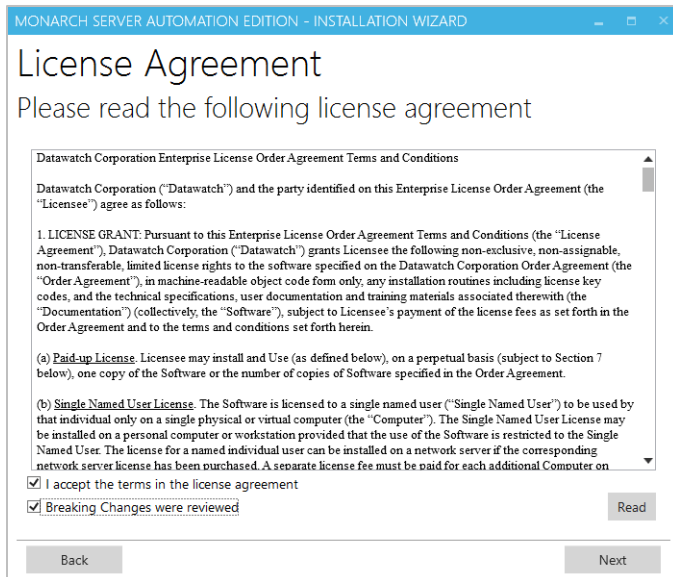 MONARCH SERVER AUTOMATION EDITION - INSTALLATION WIZARD
License Agreement
Please read the following license agreement
Datawatch Corporation Enterprise License Order Agreement Terms and Conditions
Datawatch Corporation (“Datawatch”) and the party identified on this Enterprise License Order Agreement (the
“Licensee”) agree as follows:
1. LICENSE GRANT: Pursuant to this Enterprise License Order Agreement Terms and Conditions (the “License
Agreement”), Datawatch Corporation (“Datawatch”) grants Licensee the following non-exclusive, non-assignable,
non-transferable, limited license rights to the software specified on the Datawatch Corporation Order Agreement (the
“Order Agreement”), in machine-readable object code form only, any installation routines including license key
codes, and the technical specifications, user documentation and training materials associated therewith (the
“Documentation”) (collectively, the “Software”), subject to Licensee’s payment of the license fees as set forth in the
Order Agreement and to the terms and conditions set forth herein.
(a) Paid-up License. Licensee may install and Use (as defined below), on a perpetual basis (subject to Section 7
below), one copy of the Software or the number of copies of Software specified in the Order Agreement.
(b) Single Named User License. The Software is licensed to a single named user (“Single Named User”) to be used by
that individual only on a single physical or virtual computer (the “Computer”). The Single Named User License may
be installed on a personal computer or workstation provided that the use of the Software is restricted to the Single
Named User. The license for a named individual user can be installed on a network server if the corresponding
network server license has been purchased. A separate license fee must be paid for each additional Computer on
I accept the terms in the license agreement
Breaking Changes were reviewed
Read
Back
Next